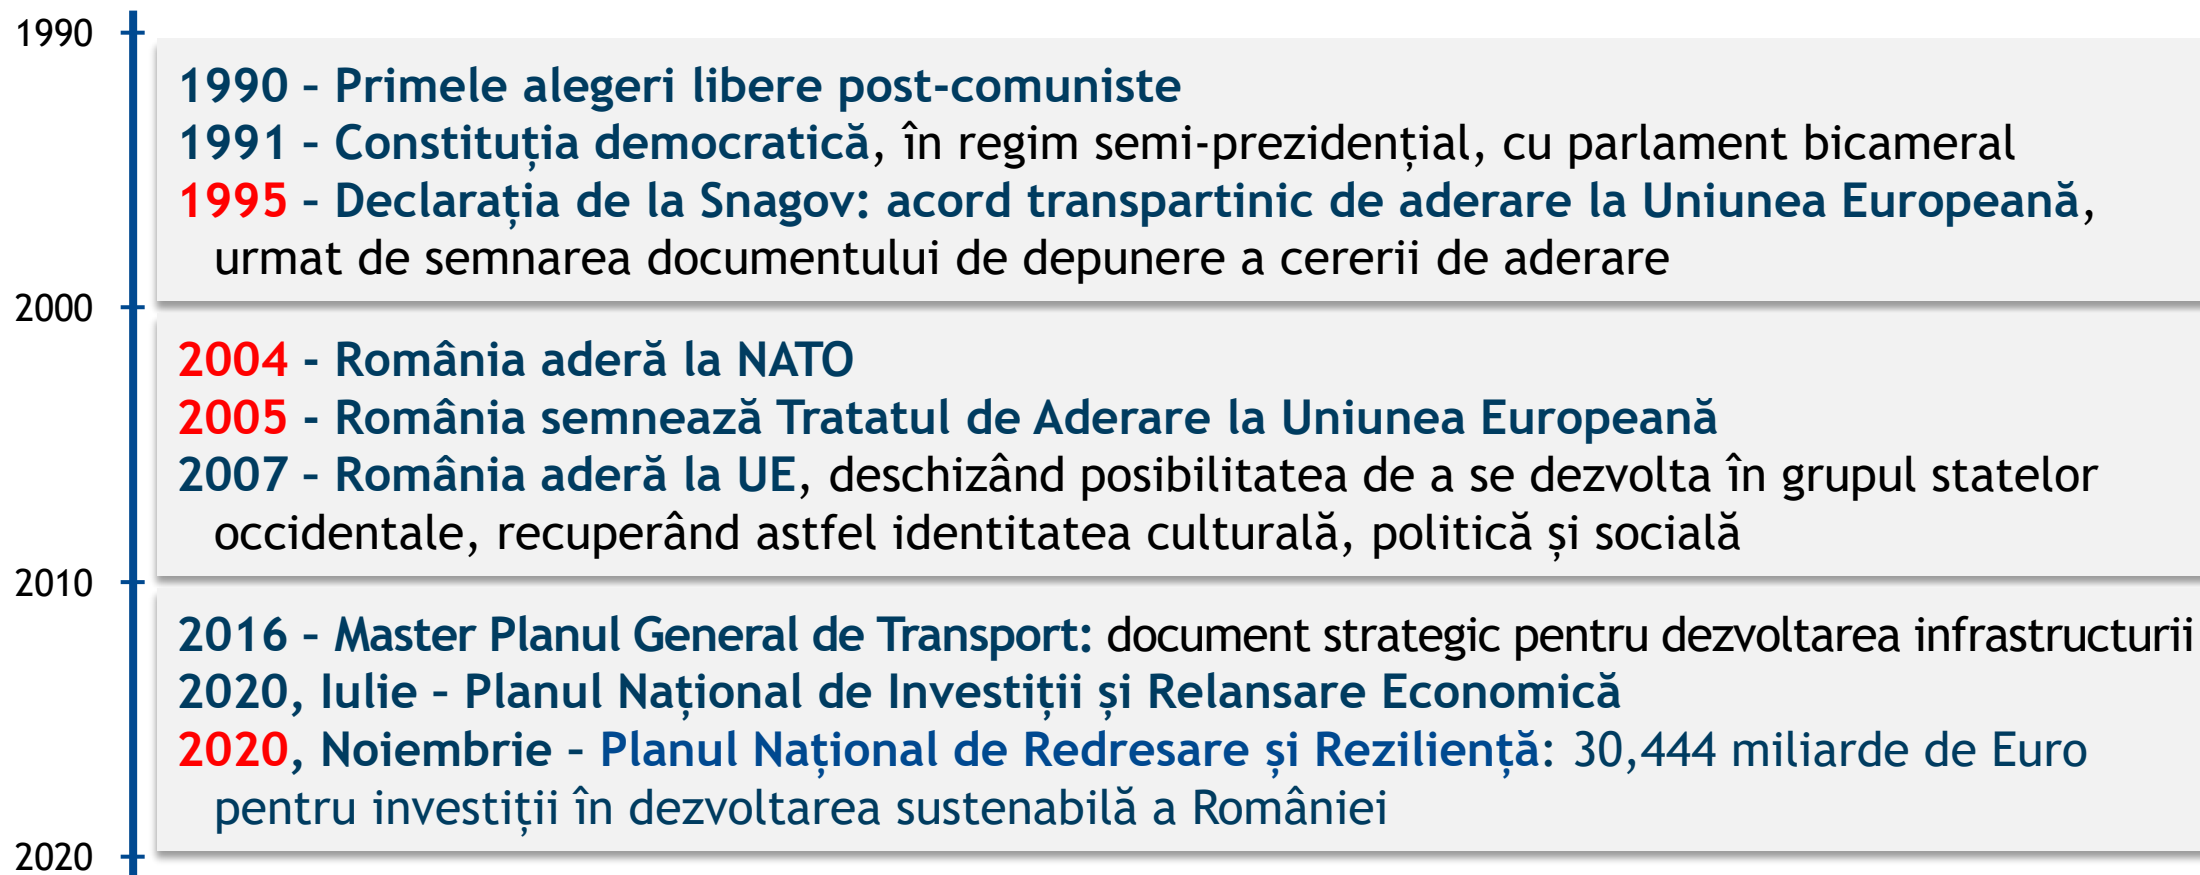 1990
1990 – Primele alegeri libere post-comuniste
1991 – Constituția democratică, în regim semi-prezidențial, cu parlament bicameral
1995 – Declarația de la Snagov: acord transpartinic de aderare la Uniunea Europeană,
urmat de semnarea documentului de depunere a cererii de aderare
2000
2004 - România aderă la NATO
2005 - România semnează Tratatul de Aderare la Uniunea Europeană
2007 – România aderă la UE, deschizând posibilitatea de a se dezvolta în grupul statelor
occidentale, recuperând astfel identitatea culturală, politică și socială
2010
2016 – Master Planul General de Transport: document strategic pentru dezvoltarea infrastructurii
2020, Iulie – Planul Național de Investiții și Relansare Economică
2020, Noiembrie – Planul Național de Redresare și Reziliență: 30,444 miliarde de Euro
pentru investiții în dezvoltarea sustenabilă a României
2020